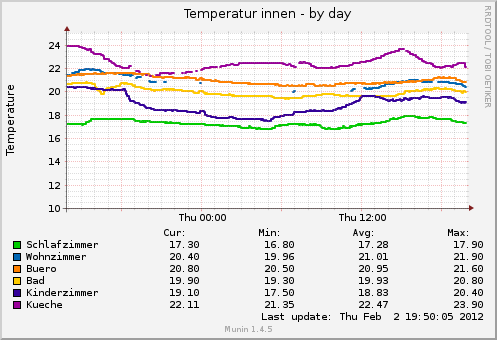 Temperatur innen - by day
RRDTOOL / TOBI OETIKER
Temperature
24
22
20
18
16
14
12
10
Thu 00:00 Thu 12:00
Cur: Min: Avg: Max:
Schlafzimmer 17.30 16.80 17.28 17.90
Wohnzimmer 20.40 19.96 21.01 21.90
Buero 20.80 20.50 20.95 21.60
Bad 19.90 19.30 19.93 20.80
Kinderzimmer 19.10 17.50 18.83 20.40
Kueche 22.11 21.35 22.47 23.90
Last update: Thu Feb 2 19:50:05 2012
Munin 1.4.5